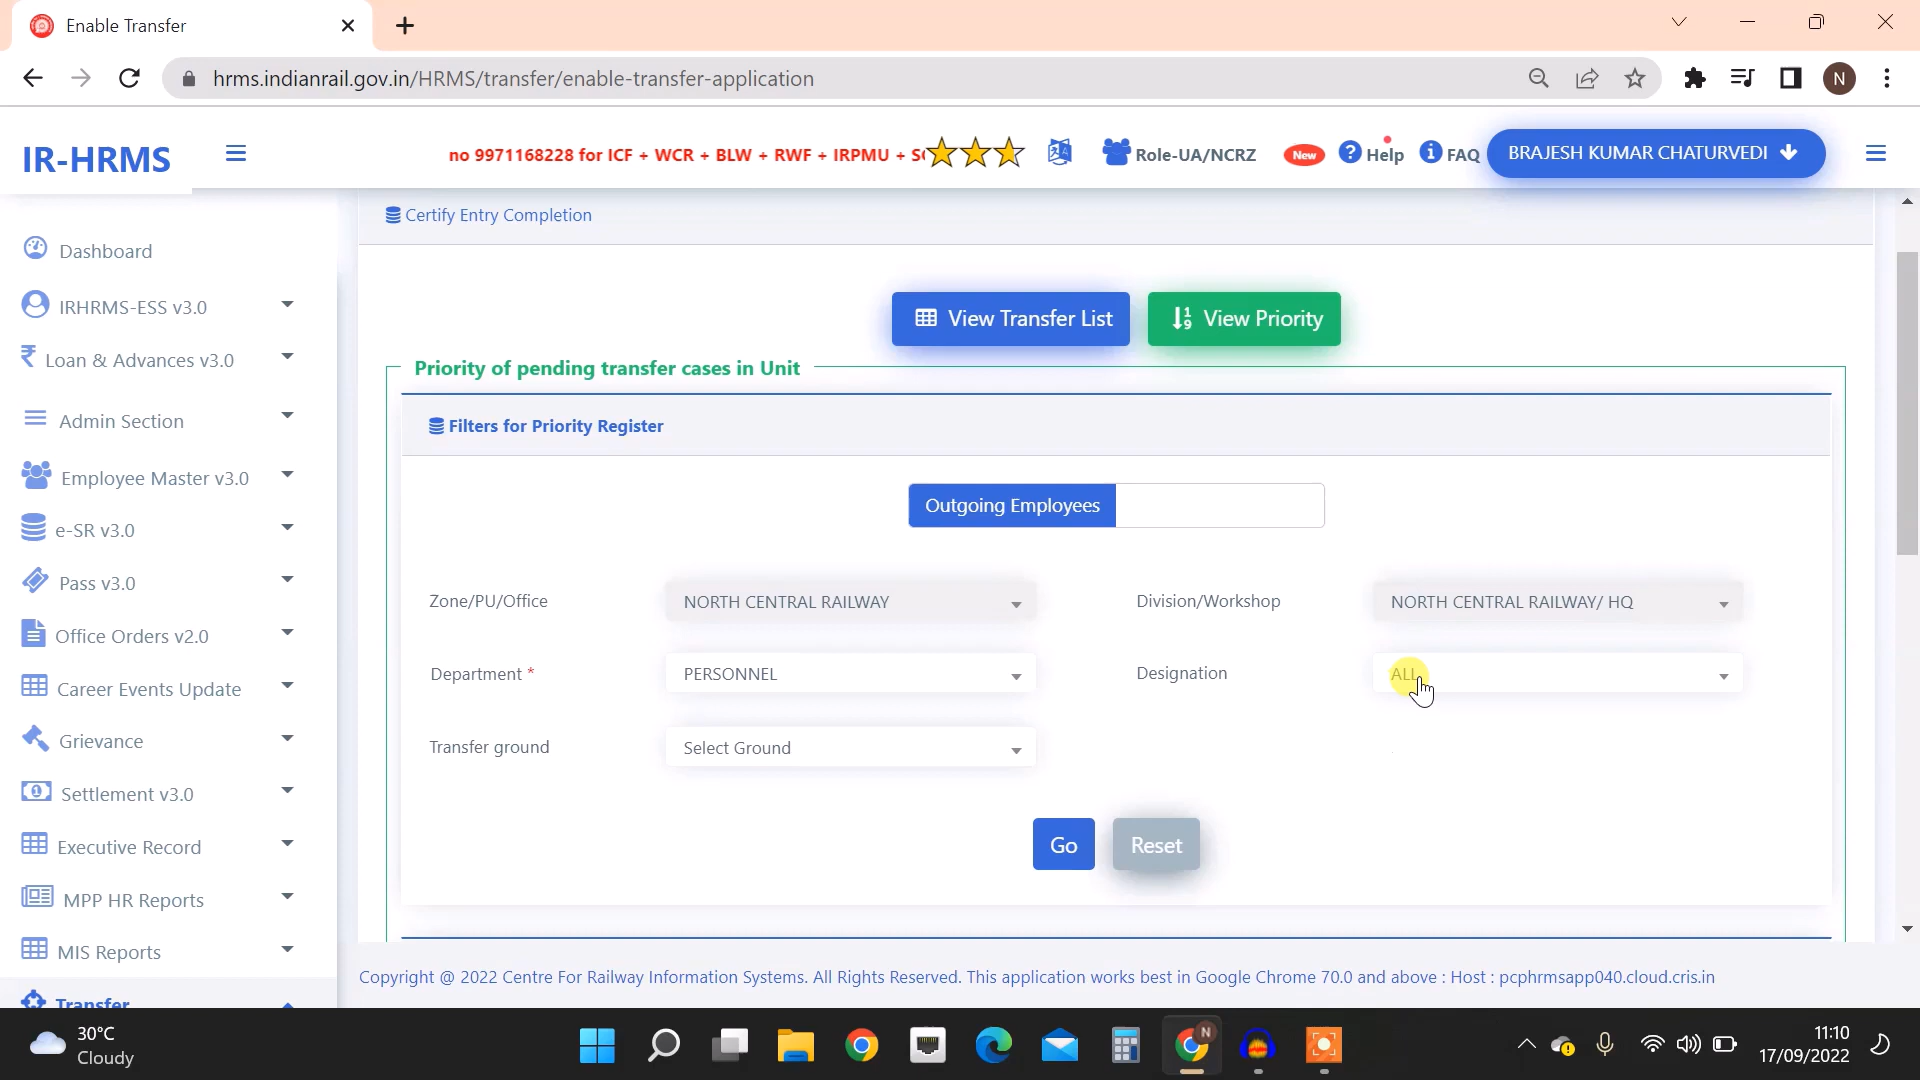 Enable Transfer
hrms.indianrail.gov.in/HRMS/transfer/enable-transfer-application
N
IR-HRMS
no 9971168228 for ICF + WCR + BLW + RWF + IRPMU +
Role-UA/NCRZ
New
Help
FAQ
BRAJESH KUMAR CHATURVEDI
Certify Entry Completion
Dashboard
IRHRMS-ESS v3.0
Loan & Advances v3.0
Admin Section
Employee Master v3.0
e-SR v3.0
Pass v3.0
Office Orders v2.0
Career Events Update
Grievance
Settlement v3.0
Executive Record
MPP HR Reports
MIS Reports
Transfer
View Transfer List
View Priority
Priority of pending transfer cases in Unit
Filters for Priority Register
Outgoing Employees
Zone/PU/Office
NORTH CENTRAL RAILWAY
Division/Workshop
NORTH CENTRAL RAILWAY/ HQ
Department *
PERSONNEL
Designation
ALL
Transfer ground
Select Ground
Go
Reset
Copyright @ 2022 Centre For Railway Information Systems. All Rights Reserved. This application works best in Google Chrome 70.0 and above : Host : pcphrmsapp040.cloud.cris.in
30°C
Cloudy
N
11:10
17/09/2022